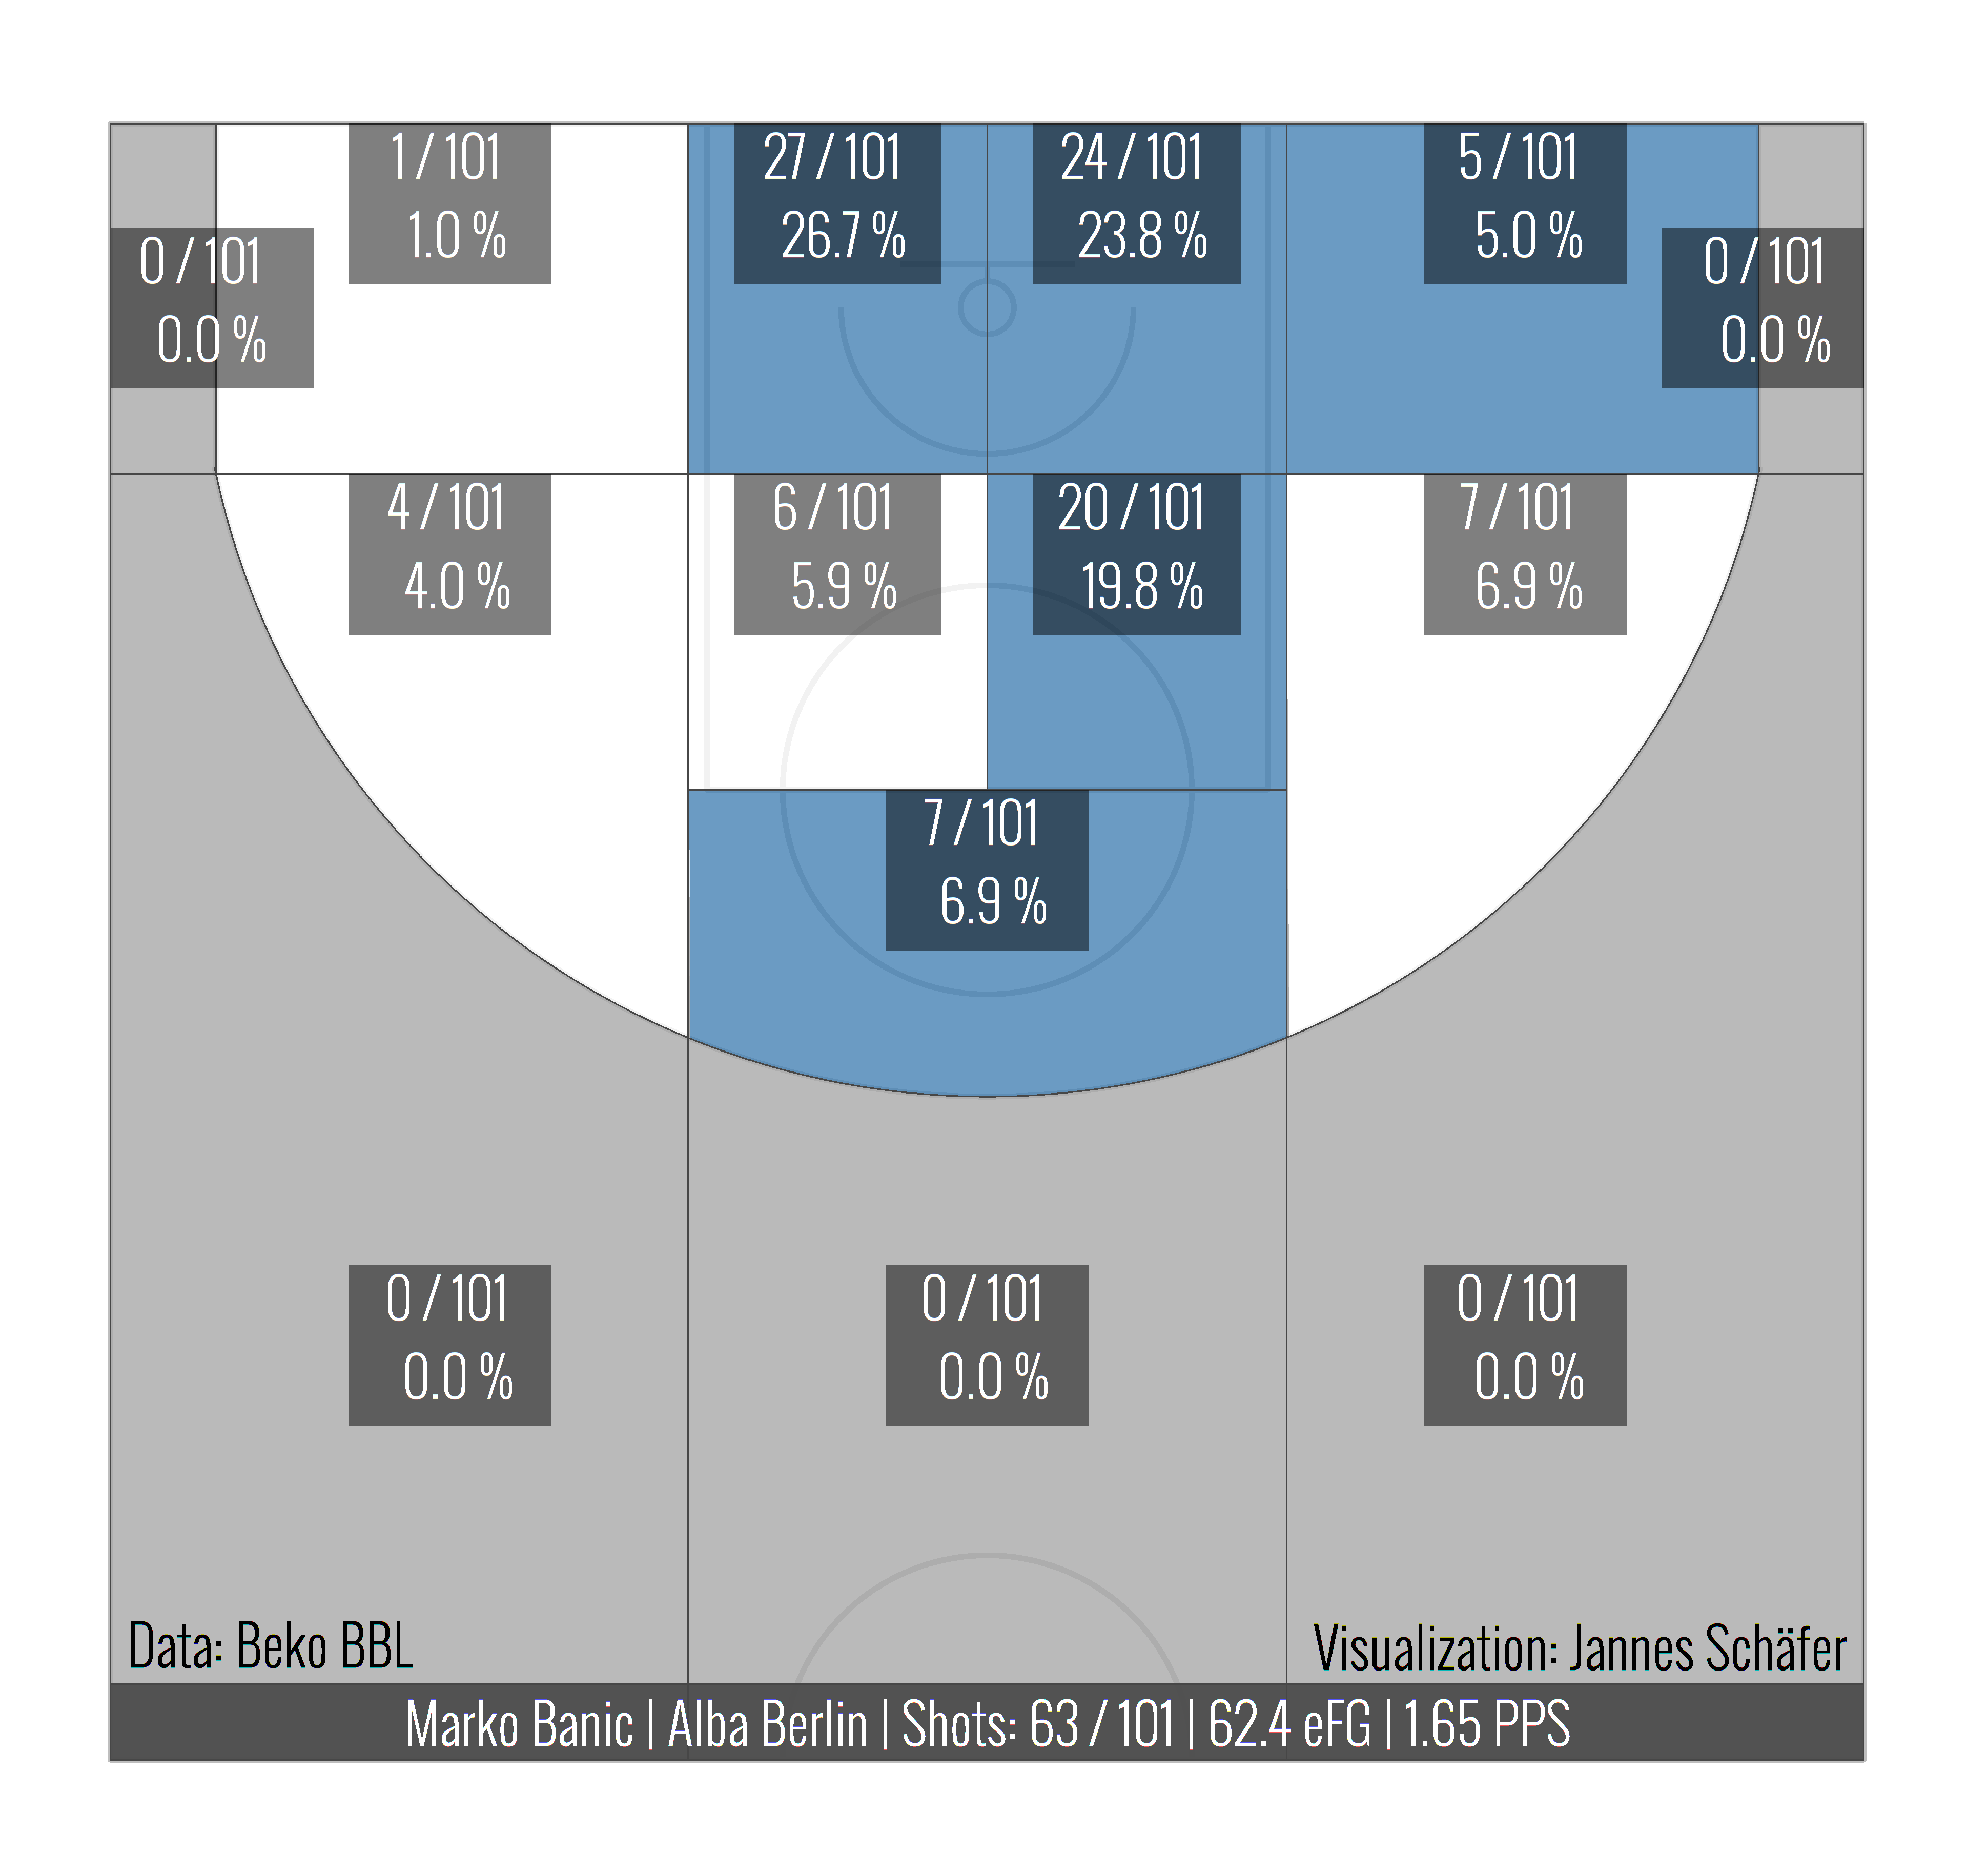 1 / 101
1.0 %
27 / 101
26.7 %
24 / 101
23.8 %
5 / 101
5.0 %
0 / 101
0.0 %
0 / 101
0.0 %
4 / 101
4.0 %
6 / 101
5.9 %
20 / 101
19.8 %
7 / 101
6.9 %
7 / 101
6.9 %
0 / 101
0.0 %
0 / 101
0.0 %
0 / 101
0.0 %
Data: Beko BBL
Visualization: Jannes Schäfer
Marko Banic | Alba Berlin | Shots: 63 / 101 | 62.4 eFG | 1.65 PPS